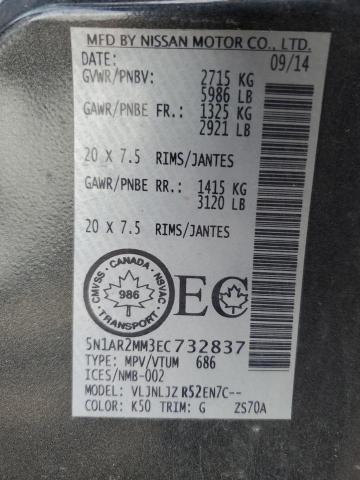 MFD BY NISSAN MOTOR CO., LTD.
DATE: 09/14
GVWR/PNBV: 2715 KG
5986 LB
GAWR/PNBE FR.: 1325 KG
2921 LB
20 X 7.5 RIMS/JANTES
GAWR/PNBE RR.: 1415 KG
3120 LB
20 X 7.5 RIMS/JANTES
CANADA
CMVSS NSVAC
986
TRANSPORT
EC
5N1AR2MM3EC732837
TYPE: MPV/VTUM 686
ICES/NMB-002
MODEL: VLJNLJZ R52EN7C--
COLOR: K50 TRIM: G ZS70A